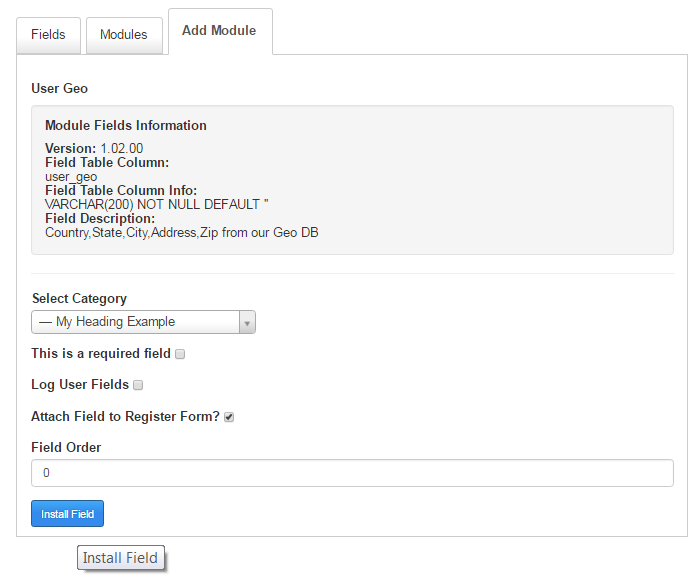 Fields
Modules
Add Module
User Geo
Module Fields Information
Version: 1.02.00
Field Table Column:
user_geo
Field Table Column Info:
VARCHAR(200) NOT NULL DEFAULT "
Field Description:
Country,State,City,Address,Zip from our Geo DB
Select Category
— My Heading Example
This is a required field
Log User Fields
Attach Field to Register Form?
Field Order
0
Install Field
Install Field